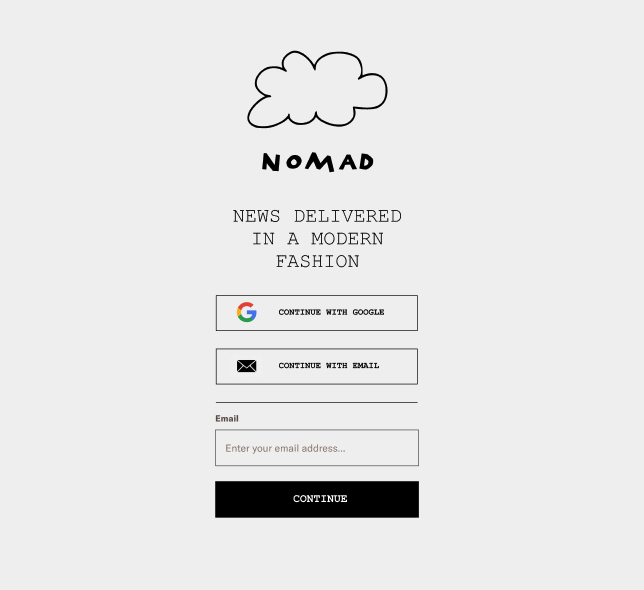 NOMAD
NEWS DELIVERED
IN A MODERN
FASHION
CONTINUE WITH GOOGLE
CONTINUE WITH EMAIL
Email
Enter your email address...
CONTINUE